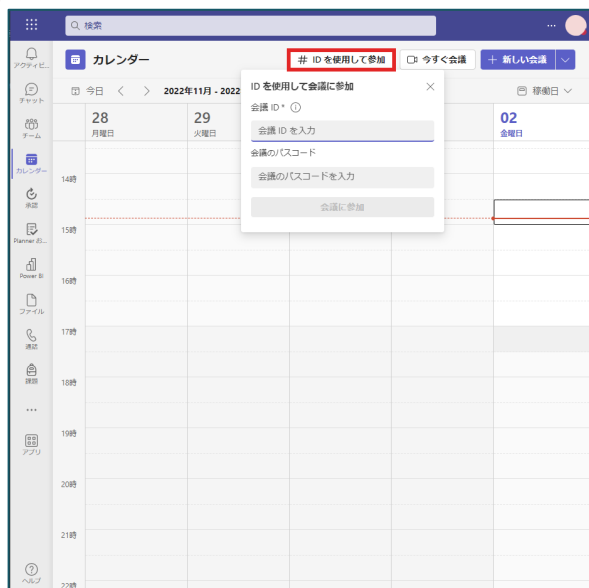 検索
...
アクティビ...
チャット
チーム
カレンダー
承認
Planner お...
Power BI
ファイル
通話
課題
...
アプリ
ヘルプ
カレンダー
# ID を使用して参加
今すぐ会議
+ 新しい会議
今日
2022年11月 - 2022
稼働日
28
月曜日
29
火曜日
02
金曜日
ID を使用して会議に参加
会議 ID *
会議 ID を入力
会議のパスコード
会議のパスコードを入力
会議に参加
14時
15時
16時
17時
18時
19時
20時
21時
22時